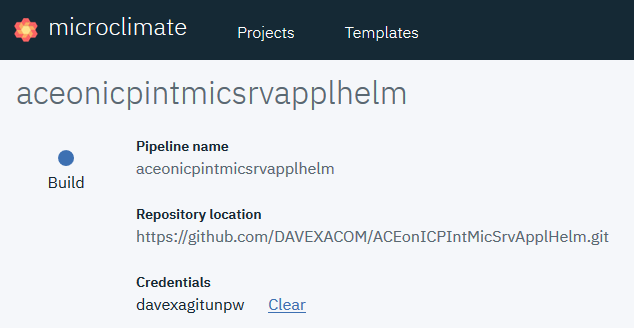 microclimate Projects Templates
aceonicpintmicsrvapplhelm
Build
Pipeline name
aceonicpintmicsrvapplhelm
Repository location
https://github.com/DAVEXACOM/ACEonICPIntMicSrvApplHelm.git
Credentials
davexagitunpw Clear